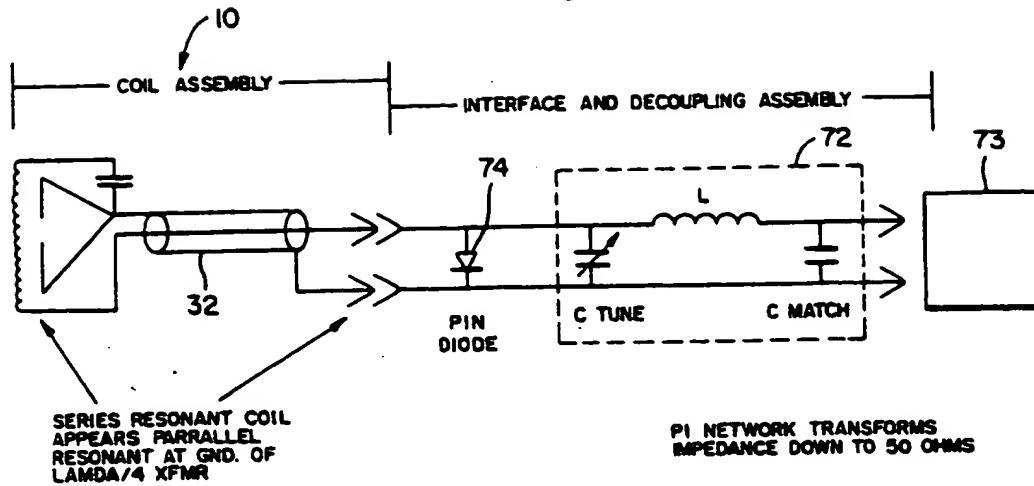 10
COIL ASSEMBLY
INTERFACE AND DECOUPLING ASSEMBLY
72
73
74
L
32
PIN
DIODE
C TUNE
C MATCH
SERIES RESONANT COIL
APPEARS PARRALLEL
RESONANT AT GND. OF
LAMDA/4 XFMR
PI NETWORK TRANSFORMS
IMPEDANCE DOWN TO 50 OHMS